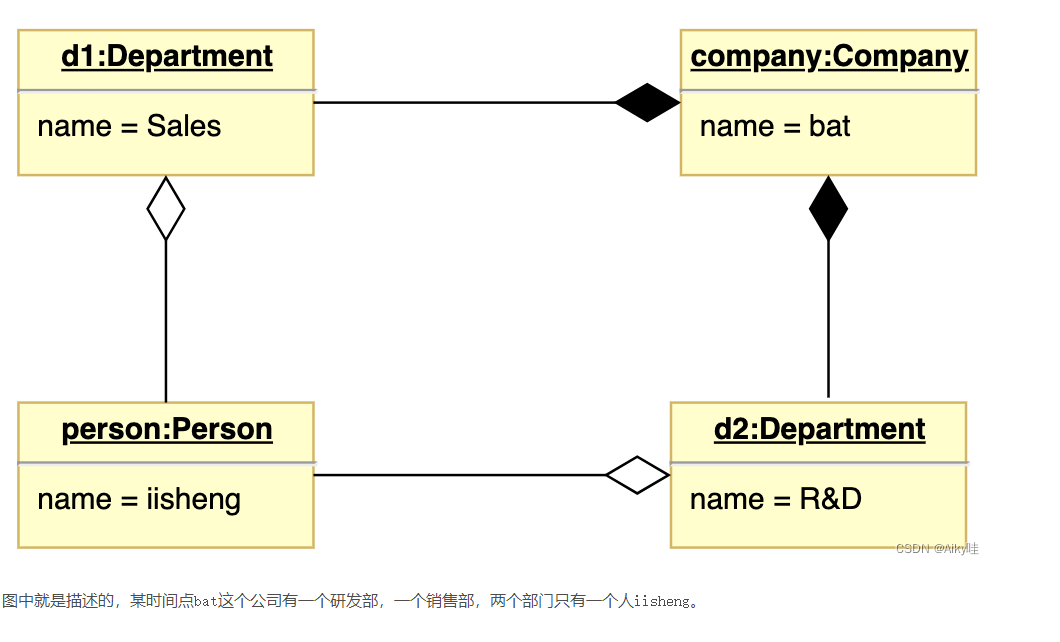 d1:Department
name = Sales
company:Company
name = bat
person:Person
name = iisheng
d2:Department
name = R&D
CSDN @Aiky哇
图中就是描述的，某时间点bat这个公司有一个研发部，一个销售部，两个部门只有一个人iisheng。